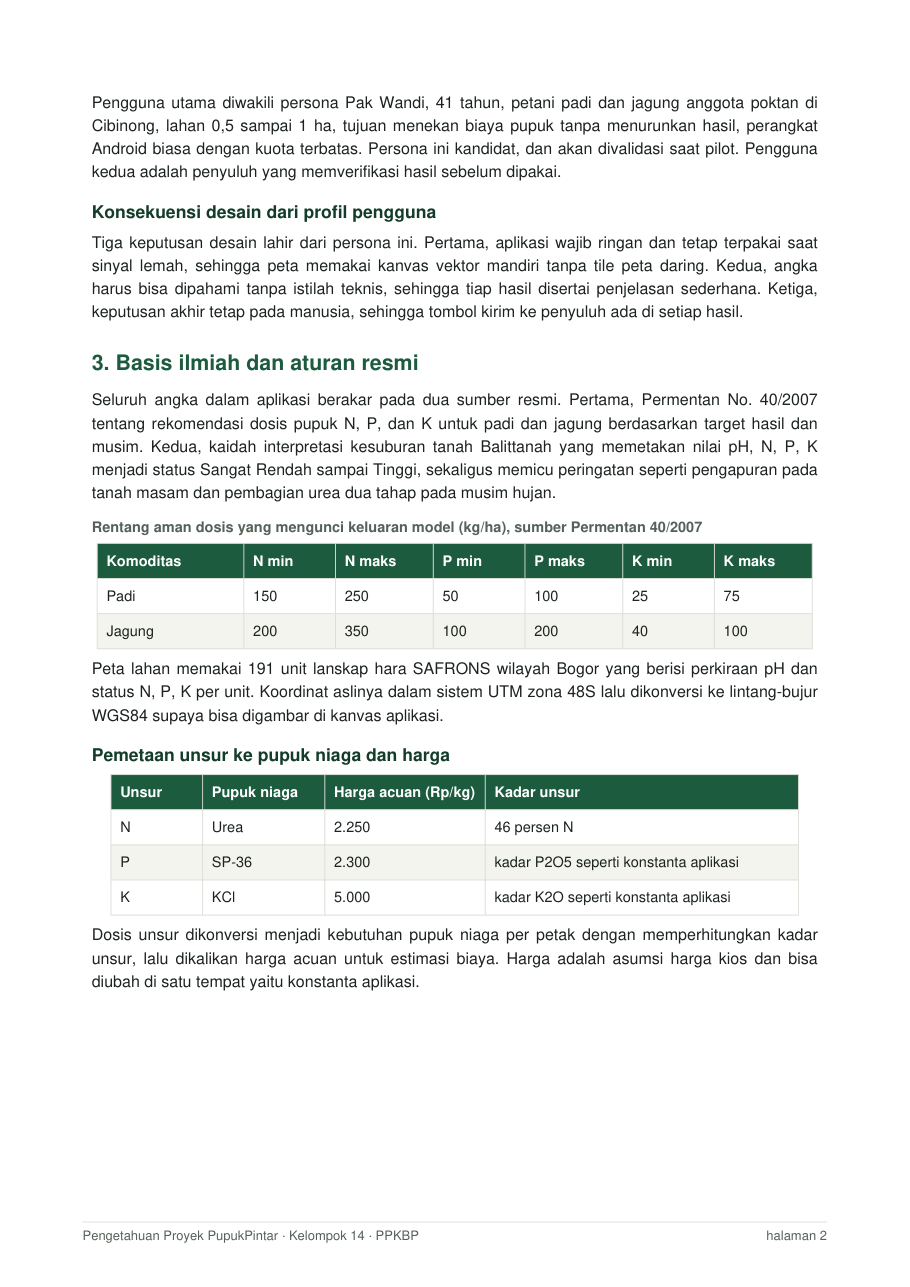 Pengguna utama diwakili persona Pak Wandi, 41 tahun, petani padi dan jagung anggota poktan di
Cibinong, lahan 0,5 sampai 1 ha, tujuan menekan biaya pupuk tanpa menurunkan hasil, perangkat
Android biasa dengan kuota terbatas. Persona ini kandidat, dan akan divalidasi saat pilot. Pengguna
kedua adalah penyuluh yang memverifikasi hasil sebelum dipakai.
Konsekuensi desain dari profil pengguna
Tiga keputusan desain lahir dari persona ini. Pertama, aplikasi wajib ringan dan tetap terpakai saat
sinyal lemah, sehingga peta memakai kanvas vektor mandiri tanpa tile peta daring. Kedua, angka
harus bisa dipahami tanpa istilah teknis, sehingga tiap hasil disertai penjelasan sederhana. Ketiga,
keputusan akhir tetap pada manusia, sehingga tombol kirim ke penyuluh ada di setiap hasil.
3. Basis ilmiah dan aturan resmi
Seluruh angka dalam aplikasi berakar pada dua sumber resmi. Pertama, Permentan No. 40/2007
tentang rekomendasi dosis pupuk N, P, dan K untuk padi dan jagung berdasarkan target hasil dan
musim. Kedua, kaidah interpretasi kesuburan tanah Balittanah yang memetakan nilai pH, N, P, K
menjadi status Sangat Rendah sampai Tinggi, sekaligus memicu peringatan seperti pengapuran pada
tanah masam dan pembagian urea dua tahap pada musim hujan.
Rentang aman dosis yang mengunci keluaran model (kg/ha), sumber Permentan 40/2007
Komoditas N min N maks P min P maks K min K maks
Padi 150 250 50 100 25 75
Jagung 200 350 100 200 40 100
Peta lahan memakai 191 unit lanskap hara SAFRONS wilayah Bogor yang berisi perkiraan pH dan
status N, P, K per unit. Koordinat aslinya dalam sistem UTM zona 48S lalu dikonversi ke lintang-bujur
WGS84 supaya bisa digambar di kanvas aplikasi.
Pemetaan unsur ke pupuk niaga dan harga
Unsur Pupuk niaga Harga acuan (Rp/kg) Kadar unsur
N Urea 2.250 46 persen N
P SP-36 2.300 kadar P2O5 seperti konstanta aplikasi
K KCl 5.000 kadar K2O seperti konstanta aplikasi
Dosis unsur dikonversi menjadi kebutuhan pupuk niaga per petak dengan memperhitungkan kadar
unsur, lalu dikalikan harga acuan untuk estimasi biaya. Harga adalah asumsi harga kios dan bisa
diubah di satu tempat yaitu konstanta aplikasi.
Pengetahuan Proyek PupukPintar · Kelompok 14 · PPKBP halaman 2